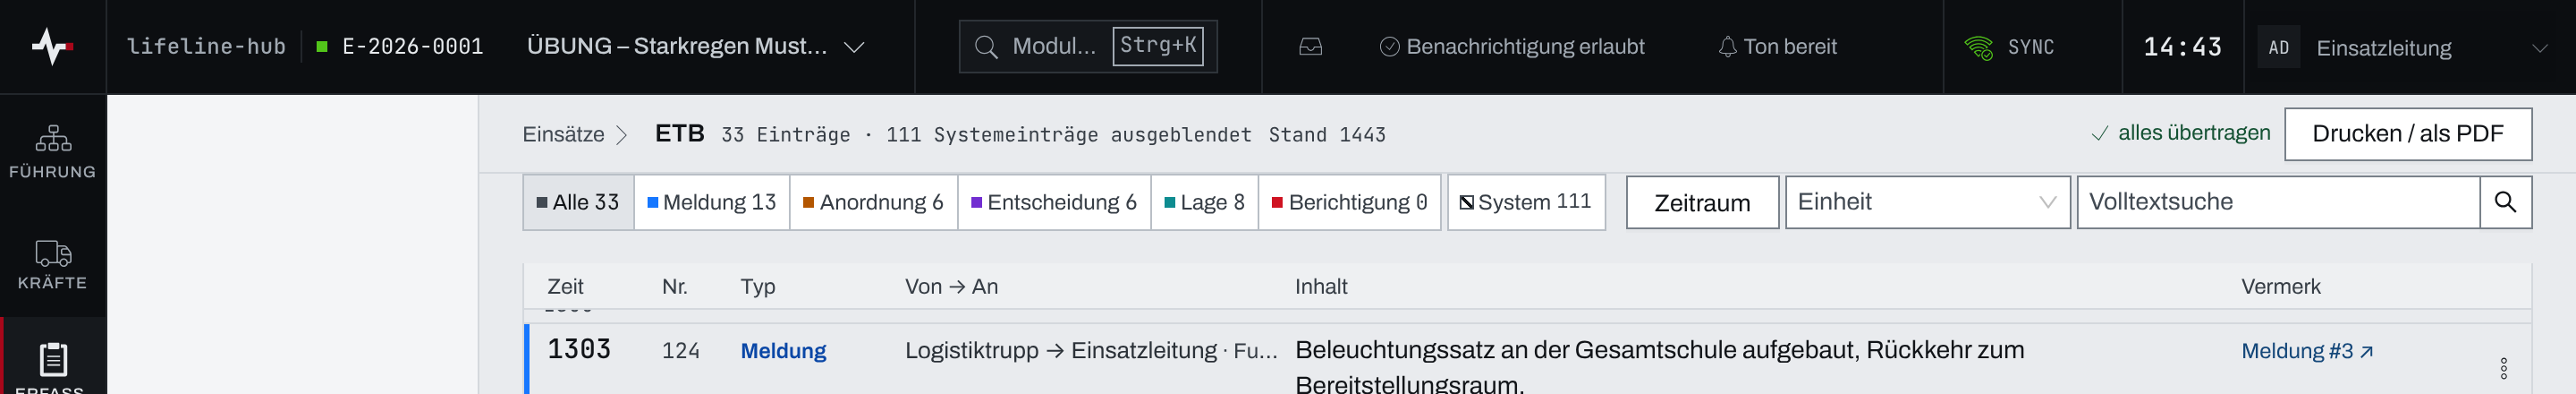 lifeline-hub E-2026-0001 ÜBUNG – Starkregen Must... Modul... Strg+K Benachrichtigung erlaubt Ton bereit SYNC 14:43 AD Einsatzleitung
FÜHRUNG
KRÄFTE
Einsätze ETB 33 Einträge · 111 Systemeinträge ausgeblendet Stand 1443 alles übertragen Drucken / als PDF
Alle 33 Meldung 13 Anordnung 6 Entscheidung 6 Lage 8 Berichtigung 0 System 111 Zeitraum Einheit Volltextsuche
Zeit Nr. Typ Von → An Inhalt Vermerk
1303 124 Meldung Logistiktrupp → Einsatzleitung · Fu... Beleuchtungssatz an der Gesamtschule aufgebaut, Rückkehr zum Meldung #3 ↗
Bereitstellungsraum.